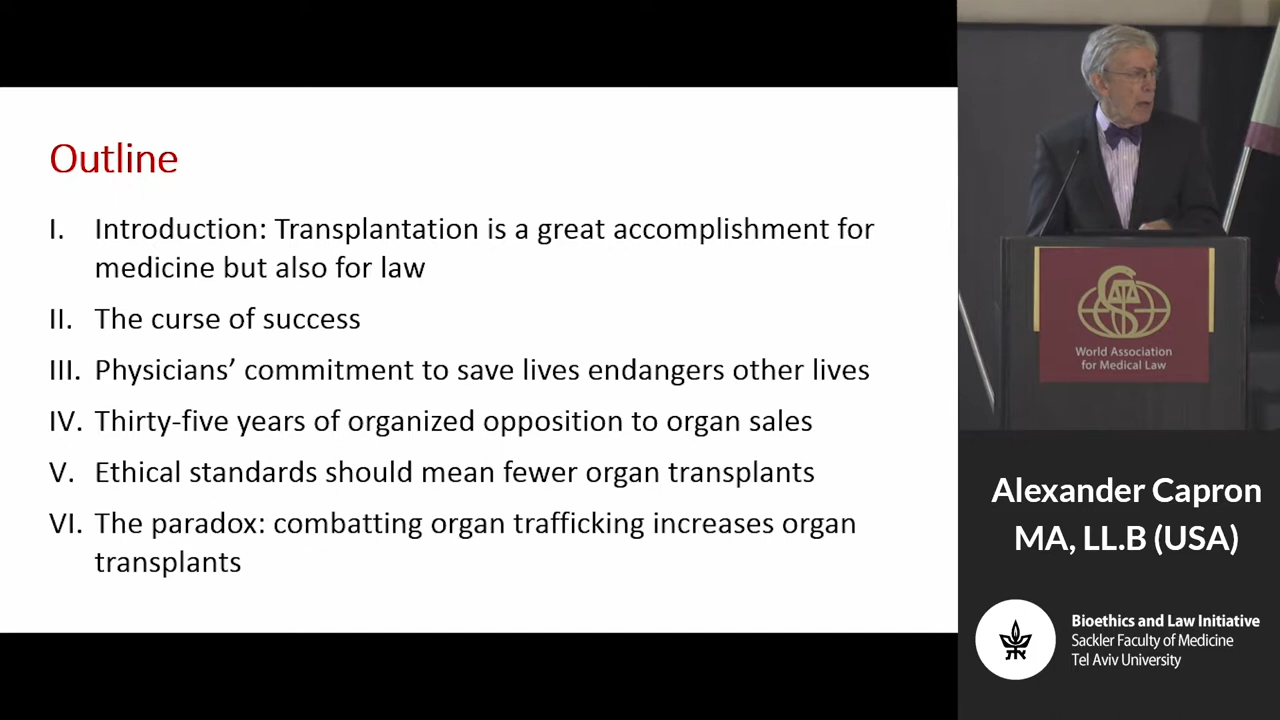 Outline
I. Introduction: Transplantation is a great accomplishment for
medicine but also for law
II. The curse of success
III. Physicians’ commitment to save lives endangers other lives
IV. Thirty-five years of organized opposition to organ sales
V. Ethical standards should mean fewer organ transplants
VI. The paradox: combatting organ trafficking increases organ
transplants
World Association
for Medical Law
Alexander Capron
MA, LL.B (USA)
Bioethics and Law Initiative
Sackler Faculty of Medicine
Tel Aviv University